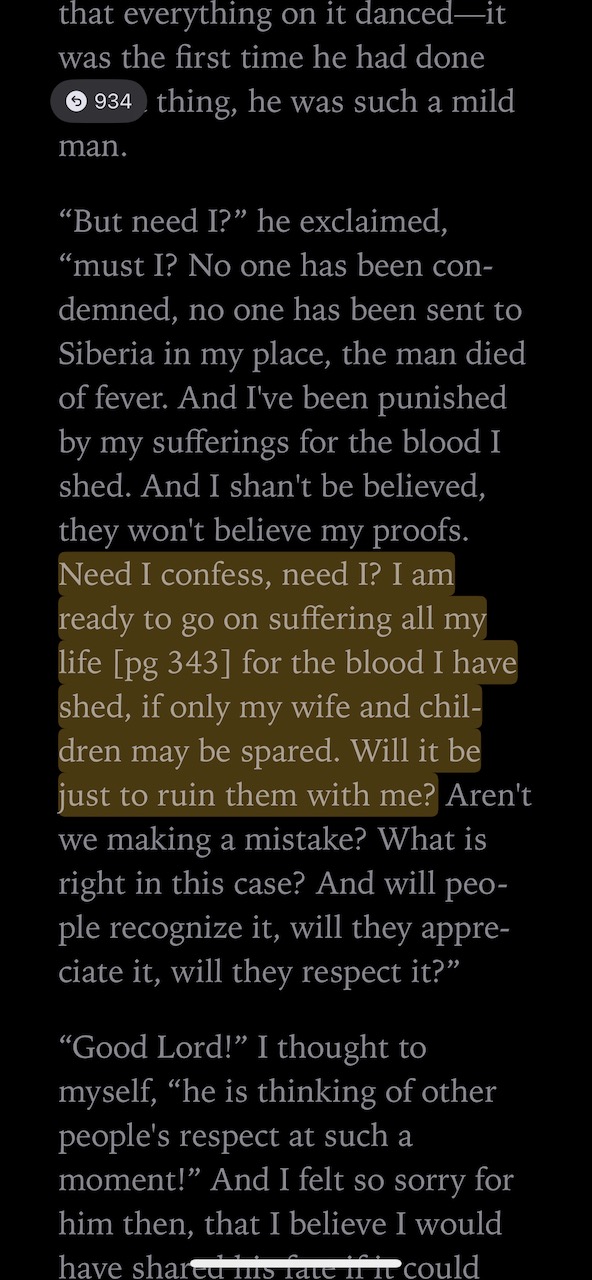 that everything on it danced—it
was the first time he had done
934 thing, he was such a mild
man.
“But need I?” he exclaimed,
“must I? No one has been con-
demned, no one has been sent to
Siberia in my place, the man died
of fever. And I've been punished
by my sufferings for the blood I
shed. And I shan't be believed,
they won't believe my proofs.
Need I confess, need I? I am
ready to go on suffering all my
life [pg 343] for the blood I have
shed, if only my wife and chil-
dren may be spared. Will it be
just to ruin them with me? Aren't
we making a mistake? What is
right in this case? And will peo-
ple recognize it, will they appre-
ciate it, will they respect it?”
“Good Lord!” I thought to
myself, “he is thinking of other
people's respect at such a
moment!” And I felt so sorry for
him then, that I believe I would
have shared his fate if it could